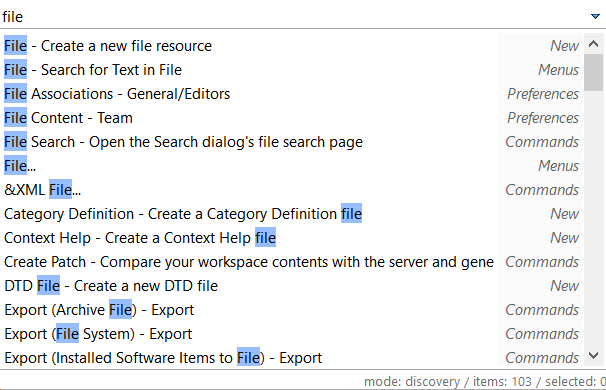 file
File - Create a new file resource New
File - Search for Text in File Menus
File Associations - General/Editors Preferences
File Content - Team Preferences
File Search - Open the Search dialog's file search page Commands
File... Menus
&XML File... Commands
Category Definition - Create a Category Definition file New
Context Help - Create a Context Help file New
Create Patch - Compare your workspace contents with the server and gene Commands
DTD File - Create a new DTD file New
Export (Archive File) - Export Commands
Export (File System) - Export Commands
Export (Installed Software Items to File) - Export Commands
mode: discovery / items: 103 / selected: 0